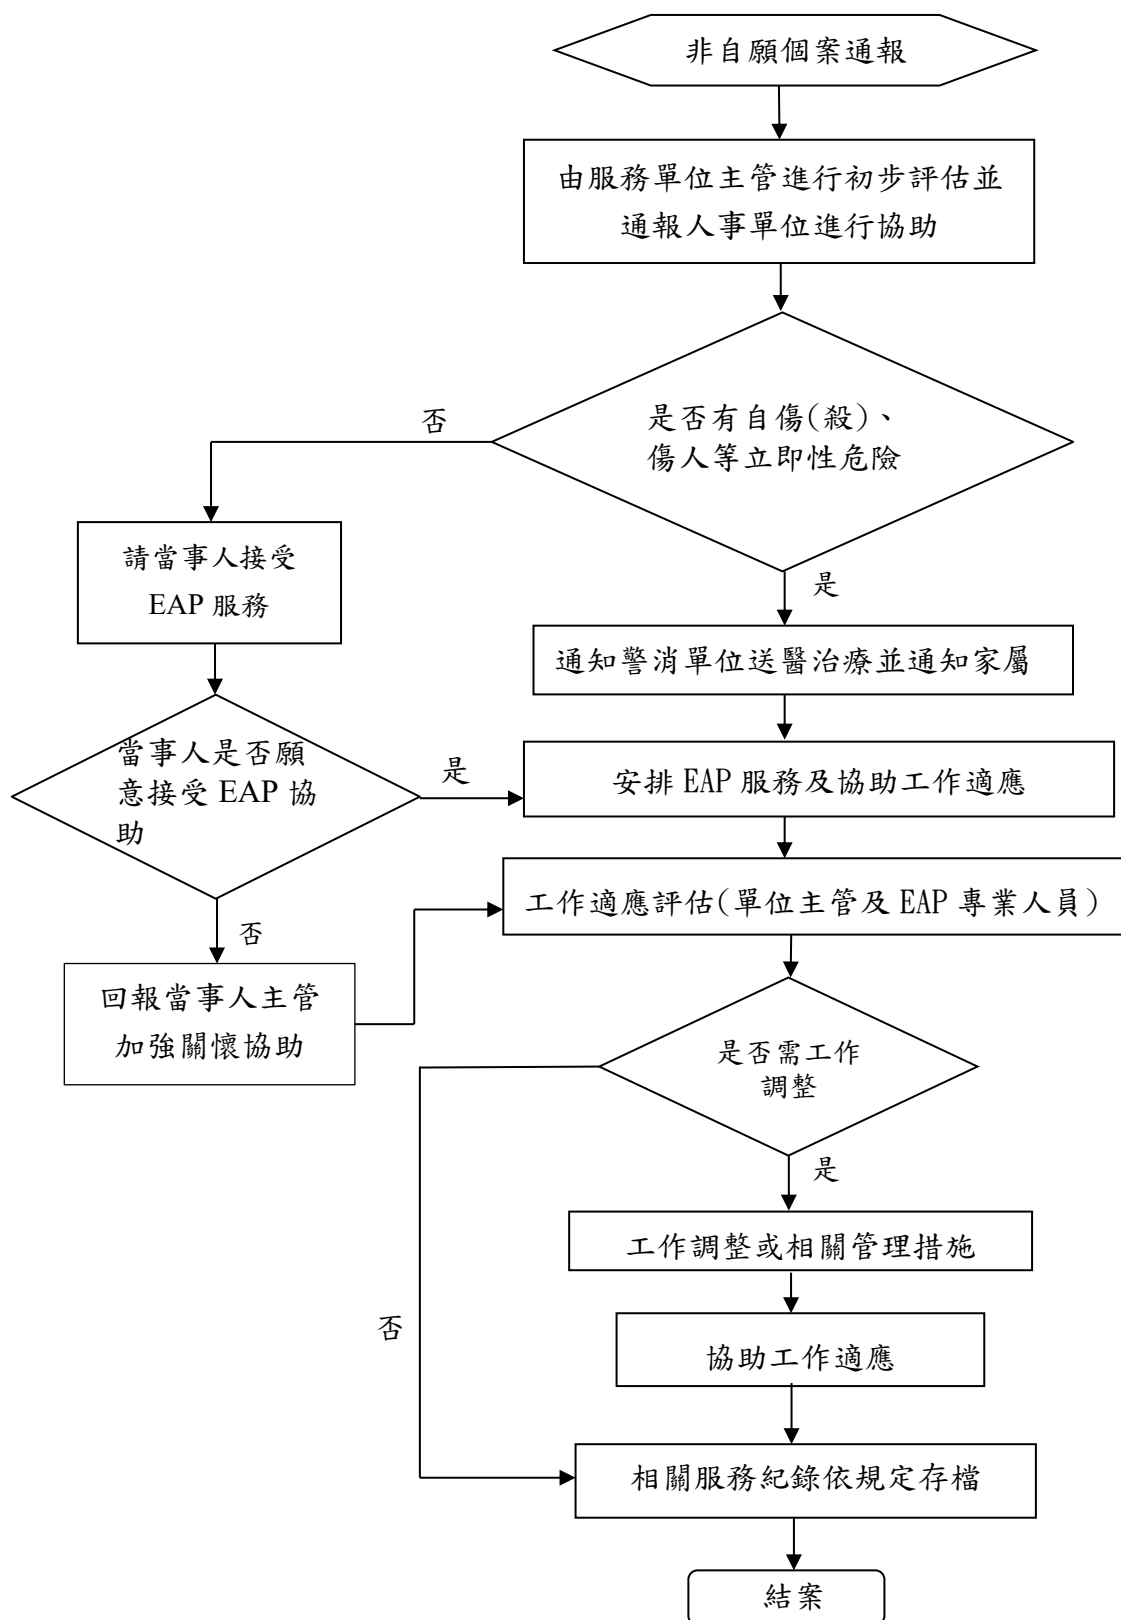 非自願個案通報
由服務單位主管進行初步評估並
通報人事單位進行協助
是否有自傷(殺)、
傷人等立即性危險
否
是
請當事人接受
EAP 服務
通知警消單位送醫治療並通知家屬
當事人是否願
意接受 EAP 協
助
是
安排 EAP 服務及協助工作適應
工作適應評估(單位主管及 EAP 專業人員)
否
回報當事人主管
加強關懷協助
是否需工作
調整
是
工作調整或相關管理措施
否
協助工作適應
相關服務紀錄依規定存檔
結案